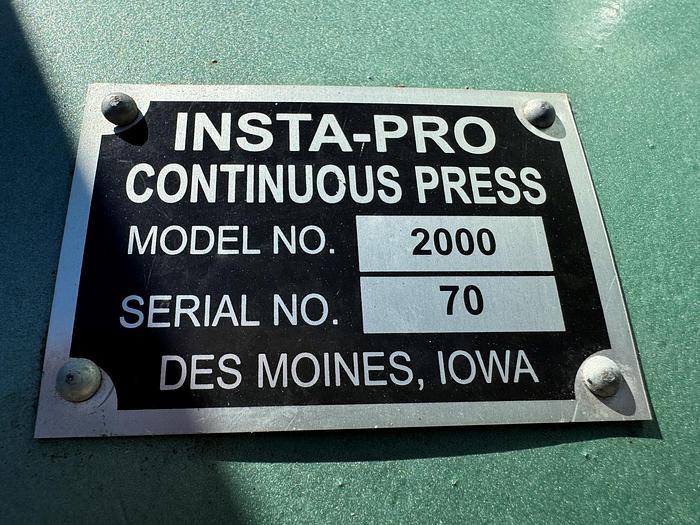 INSTA-PRO
CONTINUOUS PRESS
MODEL NO. 2000
SERIAL NO. 70
DES MOINES, IOWA